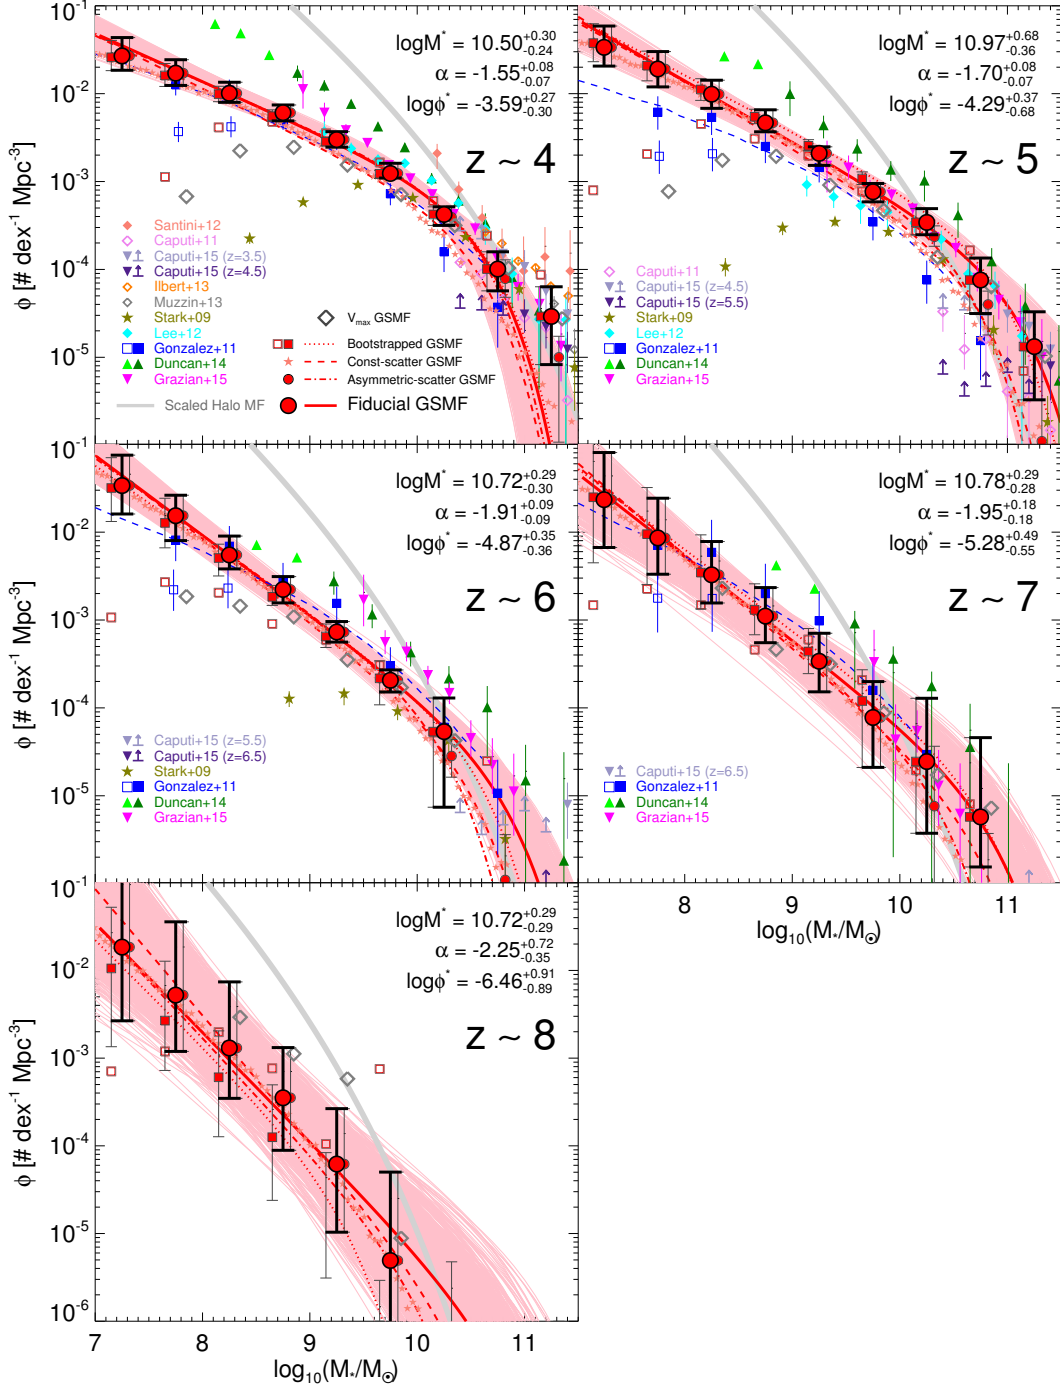 10^-1
10^-2
10^-3
10^-4
10^-5
ϕ [# dex^-1 Mpc^-3]
logM* = 10.50^{+0.30}_{-0.24}
α = -1.55^{+0.08}_{-0.07}
logϕ* = -3.59^{+0.27}_{-0.30}
z ~ 4
Santini+12
Caputi+11
Caputi+15 (z=3.5)
Caputi+15 (z=4.5)
Ilbert+13
Muzzin+13
Stark+09
Lee+12
Gonzalez+11
Duncan+14
Grazian+15
Scaled Halo MF
V_max GSMF
Bootstrapped GSMF
Const-scatter GSMF
Asymmetric-scatter GSMF
Fiducial GSMF
logM* = 10.97^{+0.68}_{-0.36}
α = -1.70^{+0.08}_{-0.07}
logϕ* = -4.29^{+0.37}_{-0.68}
z ~ 5
Caputi+11
Caputi+15 (z=4.5)
Caputi+15 (z=5.5)
Stark+09
Lee+12
Gonzalez+11
Duncan+14
Grazian+15
10^-1
10^-2
10^-3
10^-4
10^-5
ϕ [# dex^-1 Mpc^-3]
logM* = 10.72^{+0.29}_{-0.30}
α = -1.91^{+0.09}_{-0.09}
logϕ* = -4.87^{+0.35}_{-0.36}
z ~ 6
Caputi+15 (z=5.5)
Caputi+15 (z=6.5)
Stark+09
Gonzalez+11
Duncan+14
Grazian+15
logM* = 10.78^{+0.29}_{-0.28}
α = -1.95^{+0.18}_{-0.18}
logϕ* = -5.28^{+0.49}_{-0.55}
z ~ 7
Caputi+15 (z=6.5)
Gonzalez+11
Duncan+14
Grazian+15
8 9 10 11
log_10(M_*/M_⊙)
10^-1
10^-2
10^-3
10^-4
10^-5
10^-6
ϕ [# dex^-1 Mpc^-3]
logM* = 10.72^{+0.29}_{-0.29}
α = -2.25^{+0.72}_{-0.35}
logϕ* = -6.46^{+0.91}_{-0.89}
z ~ 8
7 8 9 10 11
log_10(M_*/M_⊙)